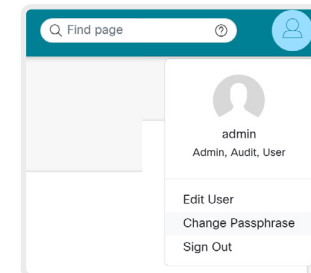 Find page
admin
Admin, Audit, User
Edit User
Change Passphrase
Sign Out